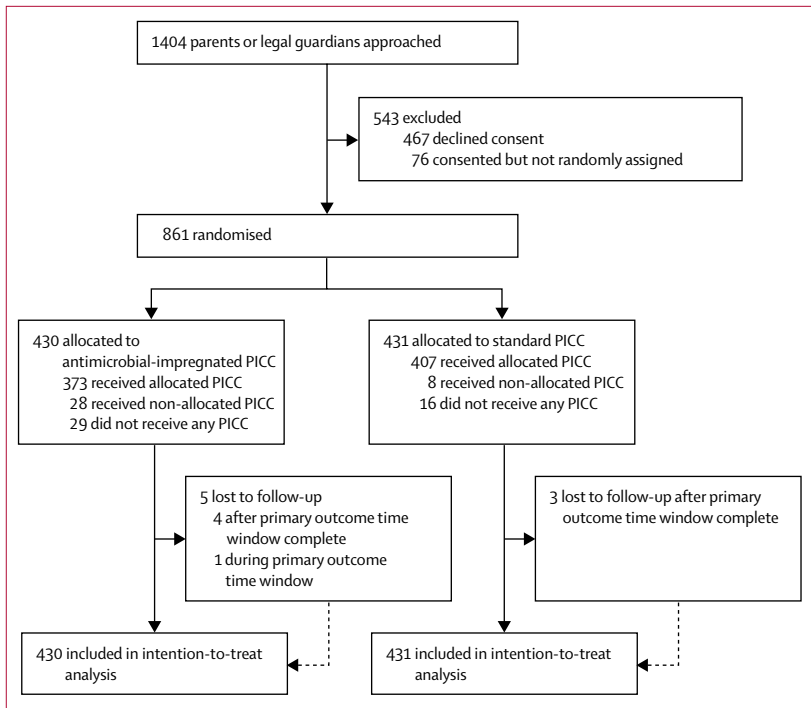 1404 parents or legal guardians approached
543 excluded
467 declined consent
76 consented but not randomly assigned
861 randomised
430 allocated to
antimicrobial-impregnated PICC
373 received allocated PICC
28 received non-allocated PICC
29 did not receive any PICC
431 allocated to standard PICC
407 received allocated PICC
8 received non-allocated PICC
16 did not receive any PICC
5 lost to follow-up
4 after primary outcome time
window complete
1 during primary outcome
time window
3 lost to follow-up after primary
outcome time window complete
430 included in intention-to-treat
analysis
431 included in intention-to-treat
analysis